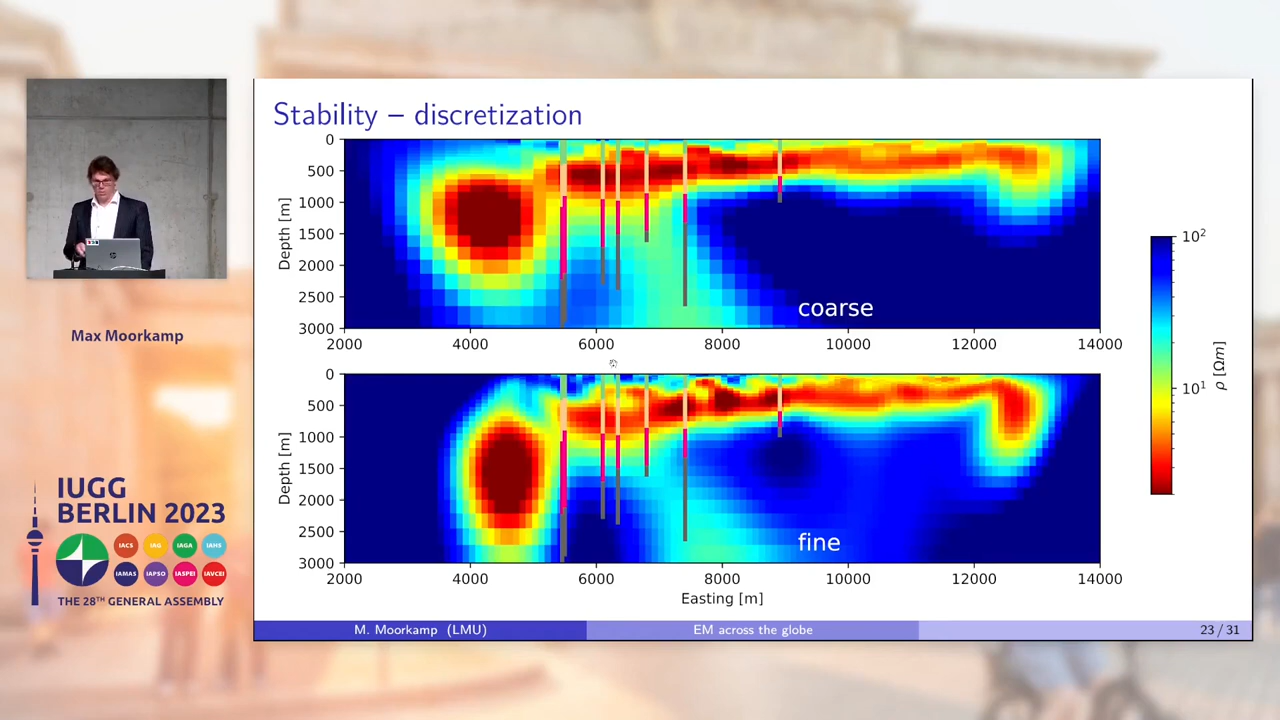 Stability – discretization
0
500
1000
1500
2000
2500
3000
Depth [m]
coarse
2000 4000 6000 8000 10000 12000 14000
0
500
1000
1500
2000
2500
3000
Depth [m]
fine
2000 4000 6000 8000 10000 12000 14000
Easting [m]
10²
10¹
ρ [Ωm]
M. Moorkamp (LMU) EM across the globe 23 / 31
Max Moorkamp
IUGG
BERLIN 2023
IACS IAG IAGA IAHS
IAMAS IAPSO IASPEI IAVCEI
THE 28TH GENERAL ASSEMBLY